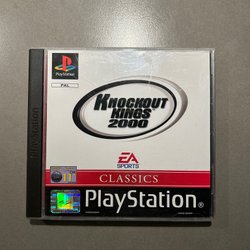 PlayStation
PAL
KNOCKOUT
KINGS
2000
EA
SPORTS
CLASSICS
PlayStation®
PlayStation